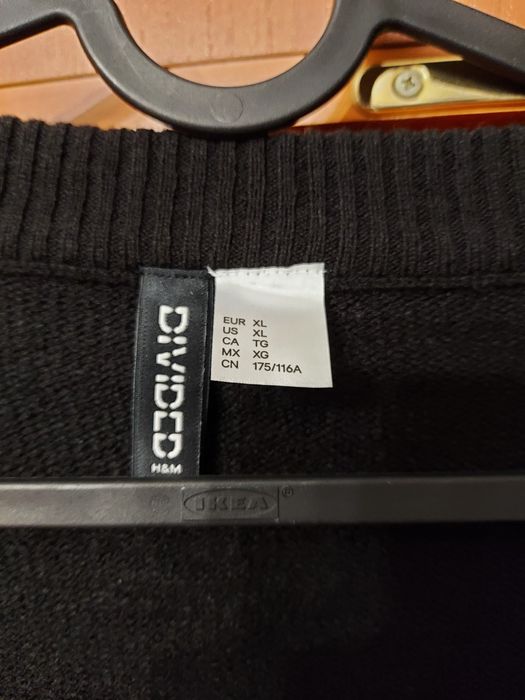 DIVIDED
H&M
EUR XL
US XL
CA TG
MX XG
CN 175/116A
IKEA®